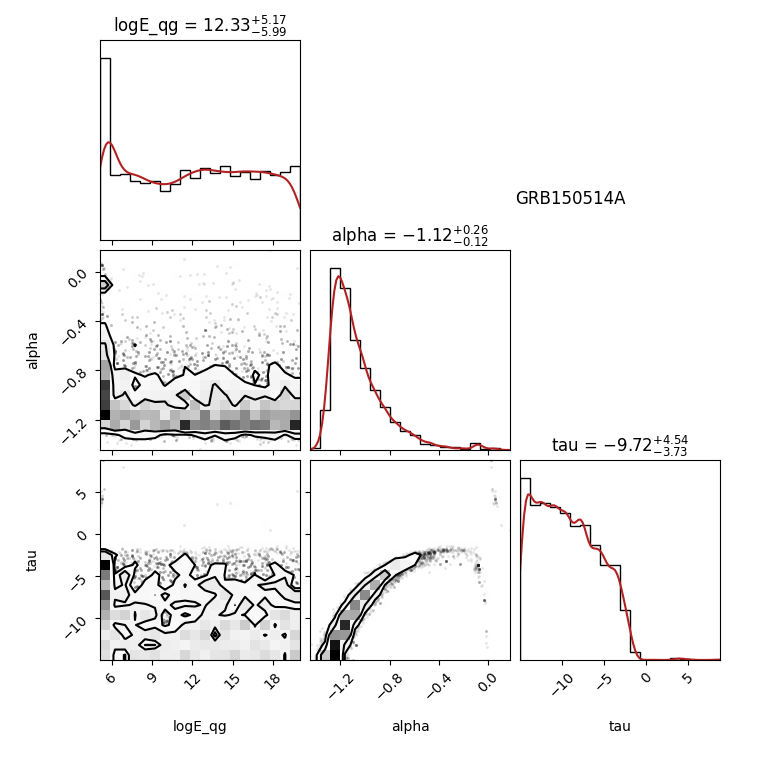 logE_qg = 12.33 +5.17 −5.99
GRB150514A
alpha = −1.12 +0.26 −0.12
0.0
−0.4
−0.8
−1.2
alpha
tau = −9.72 +4.54 −3.73
5
0
−5
−10
tau
6 9 12 15 18 −1.2 −0.8 −0.4 0.0 −10 −5 0 5
logE_qg alpha tau